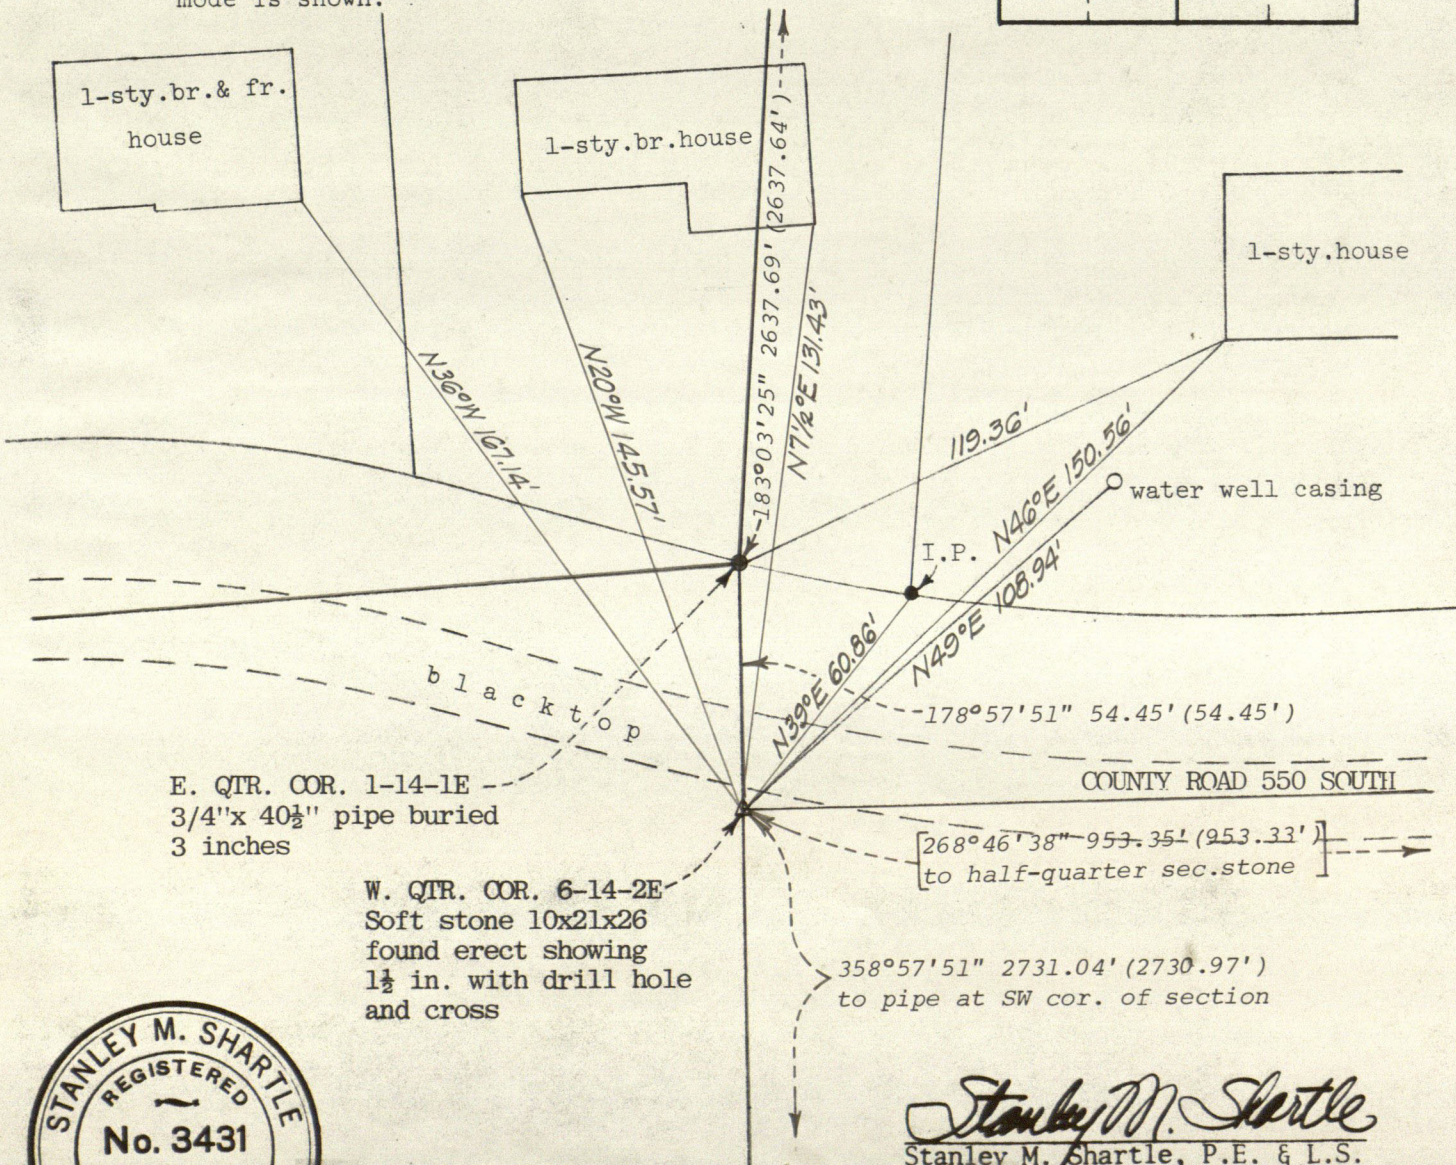 mode is shown.
1-sty.br.& fr.
house
1-sty.br.house
1-sty.house
183°03'25" 2637.69' (2637.64')
N36°W 167.14'
N20°W 145.57'
N7½°E 131.43'
119.36'
N46°E 150.56'
water well casing
I.P.
N49°E 108.94'
N39°E 60.86'
blacktop
178°57'51" 54.45' (54.45')
E. QTR. COR. 1-14-1E
3/4"x 40½" pipe buried
3 inches
COUNTY ROAD 550 SOUTH
268°46'38" 953.35' (953.33')
to half-quarter sec.stone
W. QTR. COR. 6-14-2E
Soft stone 10x21x26
found erect showing
1½ in. with drill hole
and cross
358°57'51" 2731.04' (2730.97')
to pipe at SW cor. of section
STANLEY M. SHARTLE
REGISTERED
No. 3431
Stanley M. Shartle
Stanley M. Shartle, P.E. & L.S.